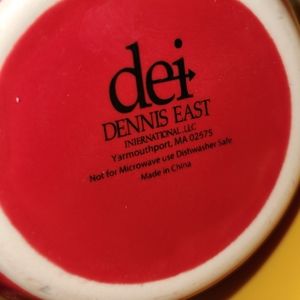 dei
DENNIS EAST
INTERNATIONAL, LLC
Yarmouthport, MA 02575
Not for Microwave use Dishwasher Safe
Made in China